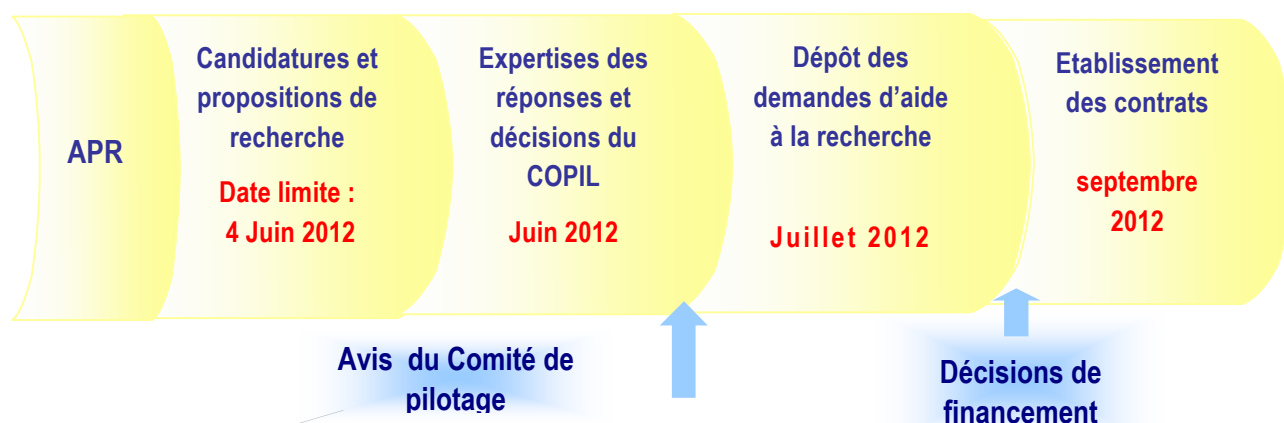 APR
Candidatures et
propositions de
recherche
Date limite :
4 Juin 2012
Expertises des
réponses et
décisions du
COPIL
Juin 2012
Dépôt des
demandes d’aide
à la recherche
Juillet 2012
Etablissement
des contrats
septembre
2012
Avis du Comité de
pilotage
Décisions de
financement